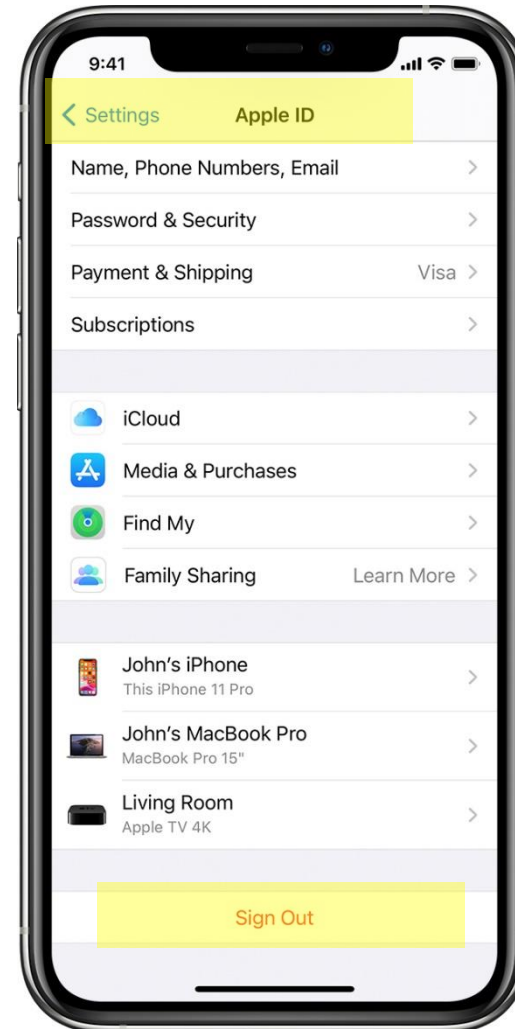 9:41
Settings Apple ID
Name, Phone Numbers, Email
Password & Security
Payment & Shipping Visa
Subscriptions
iCloud
Media & Purchases
Find My
Family Sharing Learn More
John's iPhone
This iPhone 11 Pro
John's MacBook Pro
MacBook Pro 15"
Living Room
Apple TV 4K
Sign Out